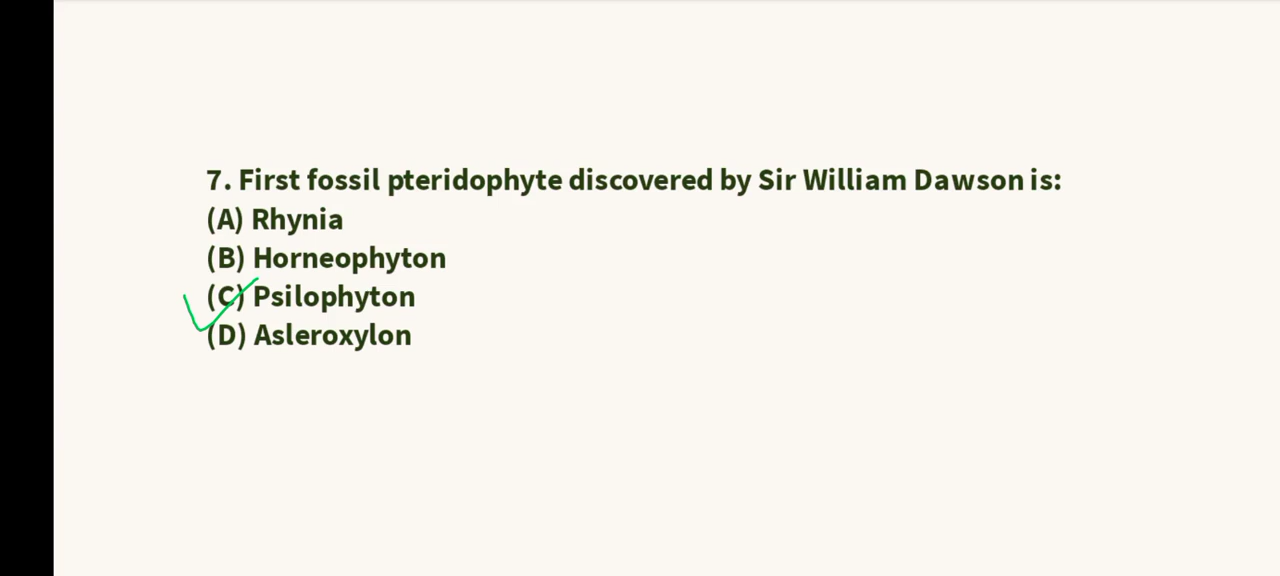 7. First fossil pteridophyte discovered by Sir William Dawson is:
(A) Rhynia
(B) Horneophyton
(C) Psilophyton
(D) Asleroxylon